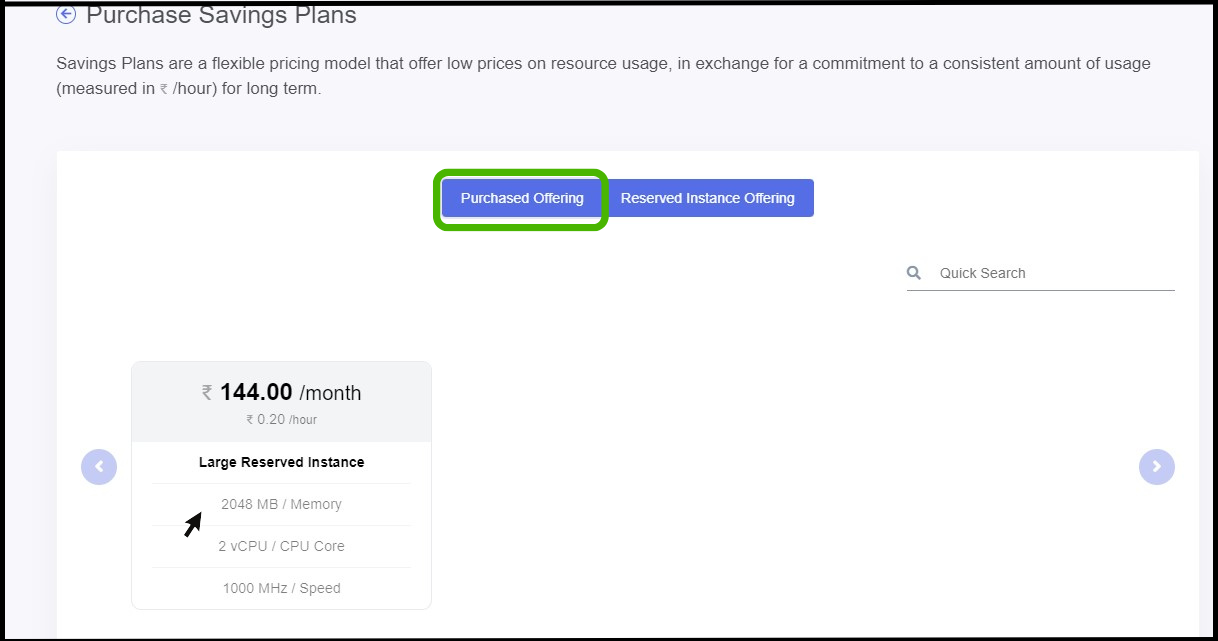 Purchase Savings Plans
Savings Plans are a flexible pricing model that offer low prices on resource usage, in exchange for a commitment to a consistent amount of usage
(measured in ₹ /hour) for long term.
Purchased Offering
Reserved Instance Offering
Quick Search
₹ 144.00 /month
₹ 0.20 /hour
Large Reserved Instance
2048 MB / Memory
2 vCPU / CPU Core
1000 MHz / Speed